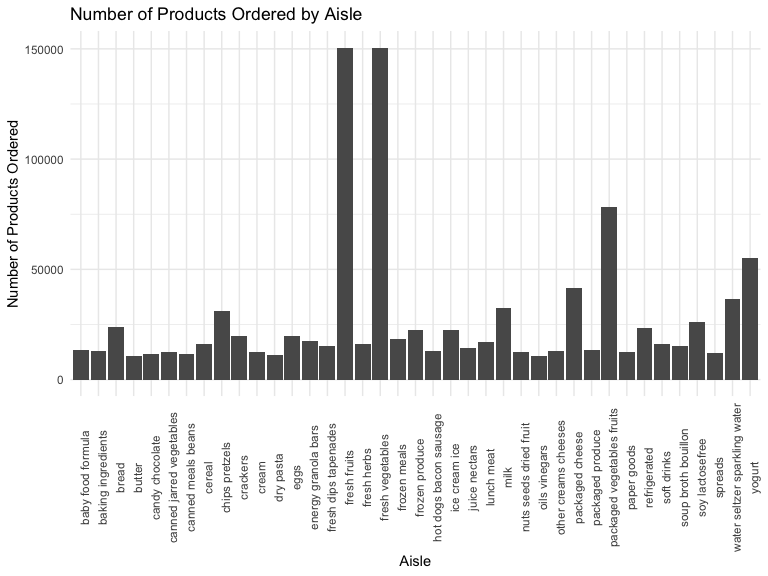 Number of Products Ordered by Aisle
Number of Products Ordered
150000
100000
50000
0
baby food formula
baking ingredients
bread
butter
candy chocolate
canned jarred vegetables
canned meals beans
cereal
chips pretzels
crackers
cream
dry pasta
eggs
energy granola bars
fresh dips tapenades
fresh fruits
fresh herbs
fresh vegetables
frozen meals
frozen produce
hot dogs bacon sausage
ice cream ice
juice nectars
lunch meat
milk
nuts seeds dried fruit
oils vinegars
other creams cheeses
packaged cheese
packaged produce
packaged vegetables fruits
paper goods
refrigerated
soft drinks
soup broth bouillon
soy lactosefree
spreads
water seltzer sparkling water
yogurt
Aisle